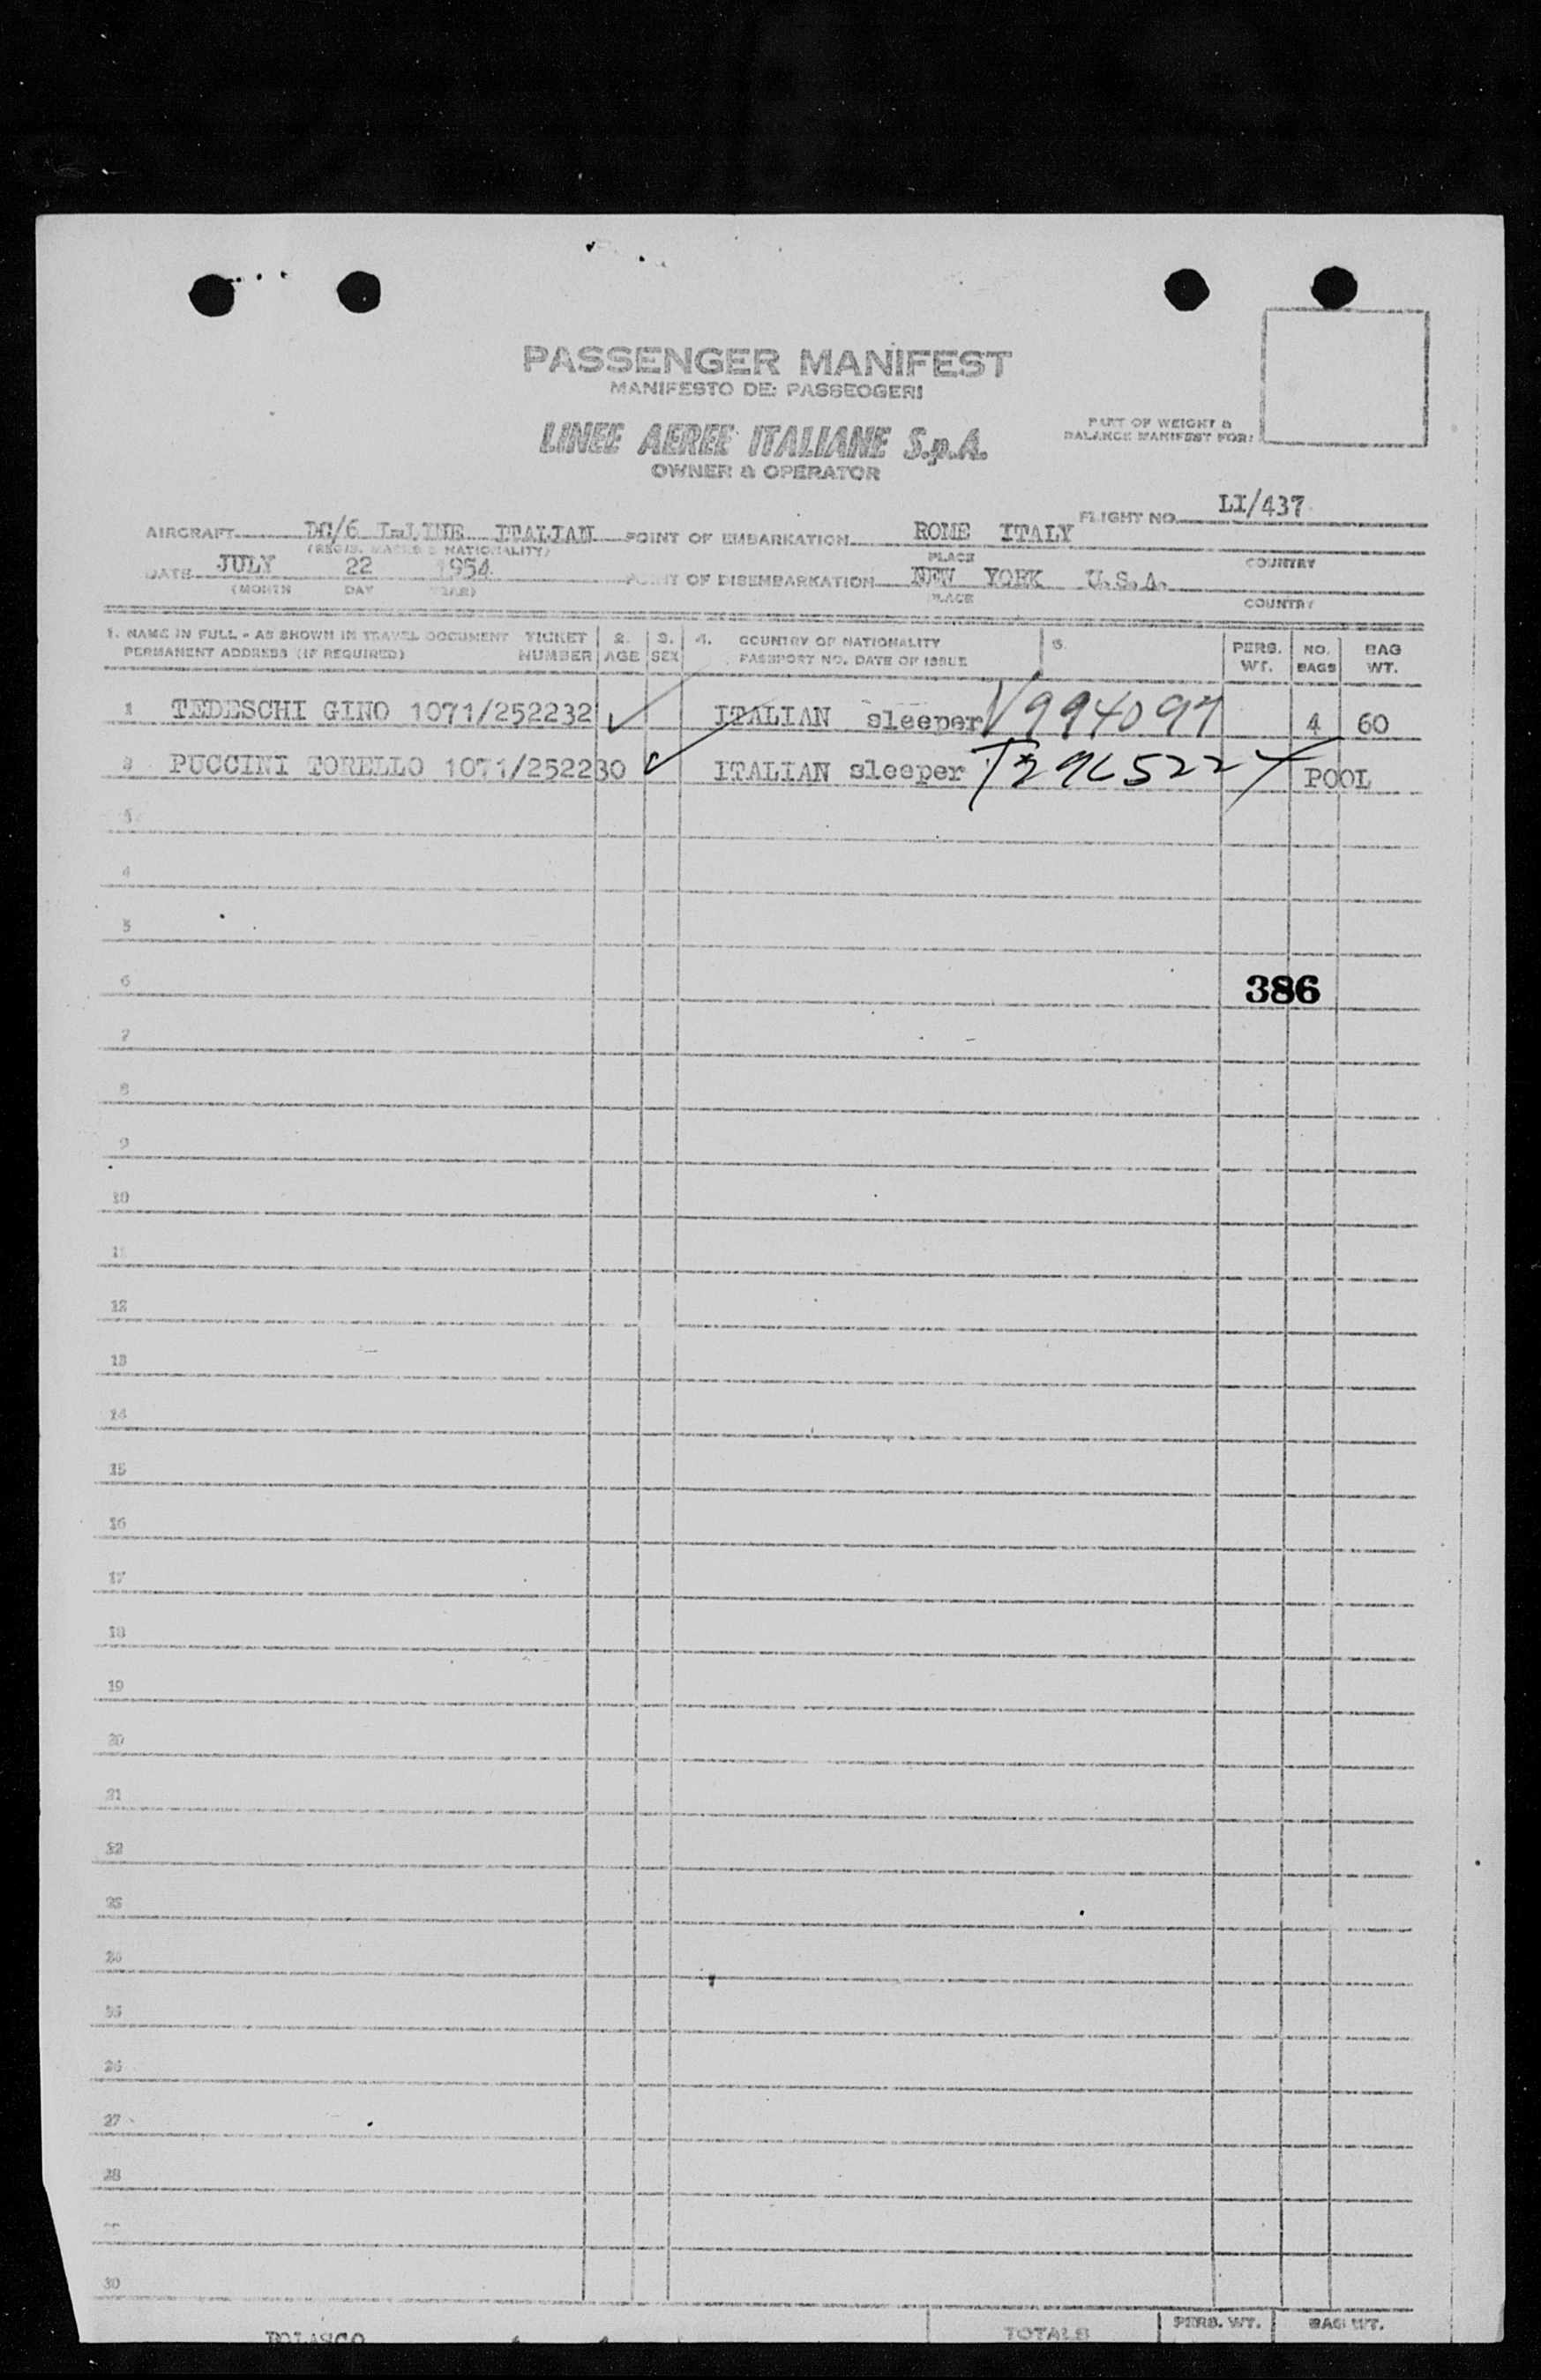 PASSENGER MANIFEST
MANIFESTO DEI PASSEOGERI
LINEE AEREE ITALIANE S.p.A.
OWNER & OPERATOR
PART OF WEIGHT &
BALANCE MANIFEST FOR:
FLIGHT NO. LI/437
AIRCRAFT DC/6 I-LINE ITALIAN POINT OF EMBARKATION ROME ITALY
(REGIS. MARKS & NATIONALITY) PLACE COUNTRY
DATE JULY 22 1954 POINT OF DISEMBARKATION NEW YORK U.S.A.
(MONTH DAY YEAR) PLACE COUNTRY
1. NAME IN FULL - AS SHOWN IN TRAVEL DOCUMENT TICKET 2. 3. 4. COUNTRY OF NATIONALITY 5. PERS. NO. BAG
PERMANENT ADDRESS (IF REQUIRED) NUMBER AGE SEX PASSPORT NO. DATE OF ISSUE WT. BAGS WT.
1 TEDESCHI GINO 1071/252232 ITALIAN sleeper V994097 4 60
2 PUCCINI TORELLO 1071/252230 ITALIAN sleeper POOL
3
4
5
6 386
7
8
9
10
11
12
13
14
15
16
17
18
19
20
21
22
23
24
25
26
27
28
30
TOTALS PERS. WT. BAG WT.